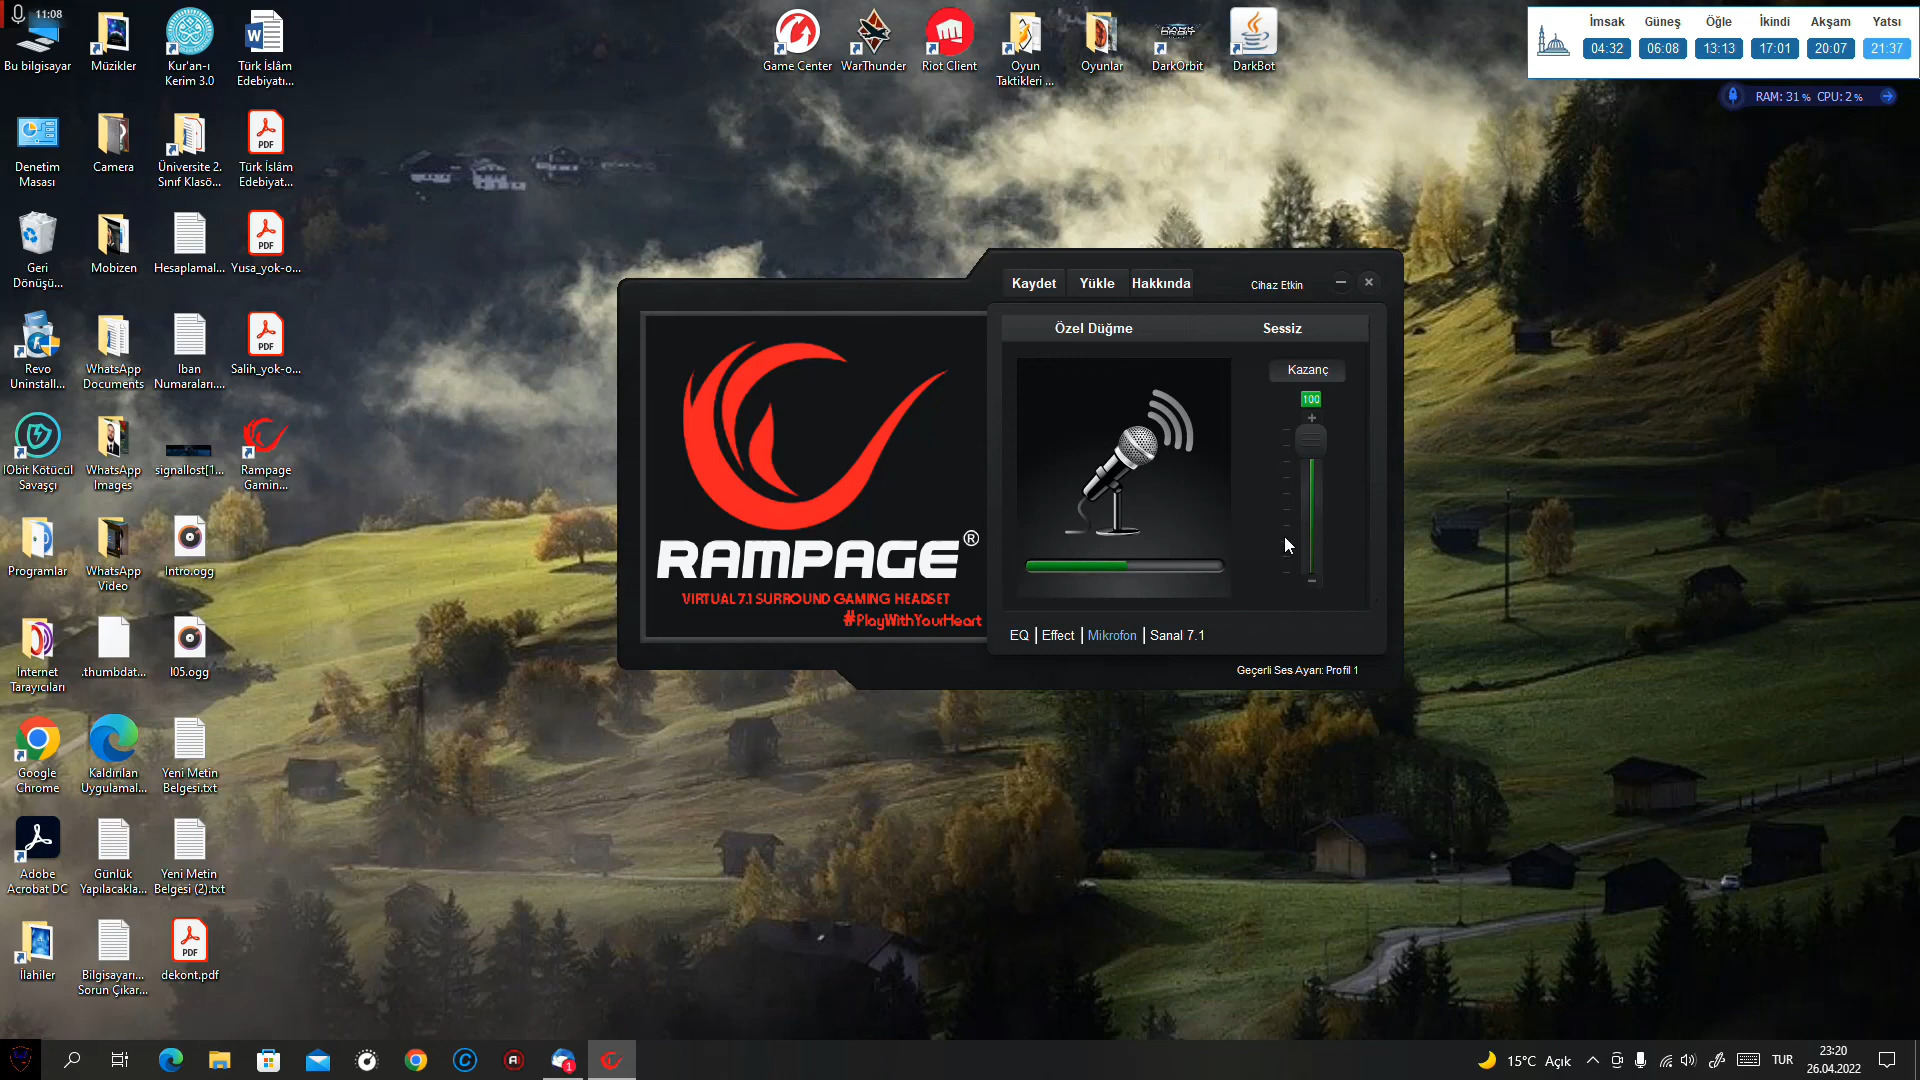 11:08
Bu bilgisayar
Müzikler
Kur'an-ı
Kerim 3.0
Türk İslâm
Edebiyatı...
Denetim
Masası
Camera
Üniversite 2.
Sınıf Klasö...
Türk İslâm
Edebiyat...
Geri
Dönüşü...
Mobizen
Hesaplamal...
Yusa_yok-o...
Revo
Uninstall...
WhatsApp
Documents
Iban
Numaraları....
Salih_yok-o...
IObit Kötücül
Savaşçı
WhatsApp
Images
signallost[1...
Rampage
Gamin...
Programlar
WhatsApp
Video
Intro.ogg
İnternet
Tarayıcıları
.thumbdat...
I05.ogg
Google
Chrome
Kaldırılan
Uygulamal...
Yeni Metin
Belgesi.txt
Adobe
Acrobat DC
Günlük
Yapılacakla...
Yeni Metin
Belgesi (2).txt
İlahiler
Bilgisayarı...
Sorun Çıkar...
dekont.pdf
Game Center
WarThunder
Riot Client
Oyun
Taktikleri ...
Oyunlar
DarkOrbit
DarkBot
İmsak Güneş Öğle İkindi Akşam Yatsı
04:32 06:08 13:13 17:01 20:07 21:37
RAM: 31 % CPU: 2 %
Kaydet
Yükle
Hakkında
Cihaz Etkin
Özel Düğme
Sessiz
Kazanç
100
RAMPAGE®
VIRTUAL 7.1 SURROUND GAMING HEADSET
#PlayWithYourHeart
EQ | Effect | Mikrofon | Sanal 7.1
Geçerli Ses Ayarı: Profil 1
1
15°C Açık
TUR
23:20
26.04.2022